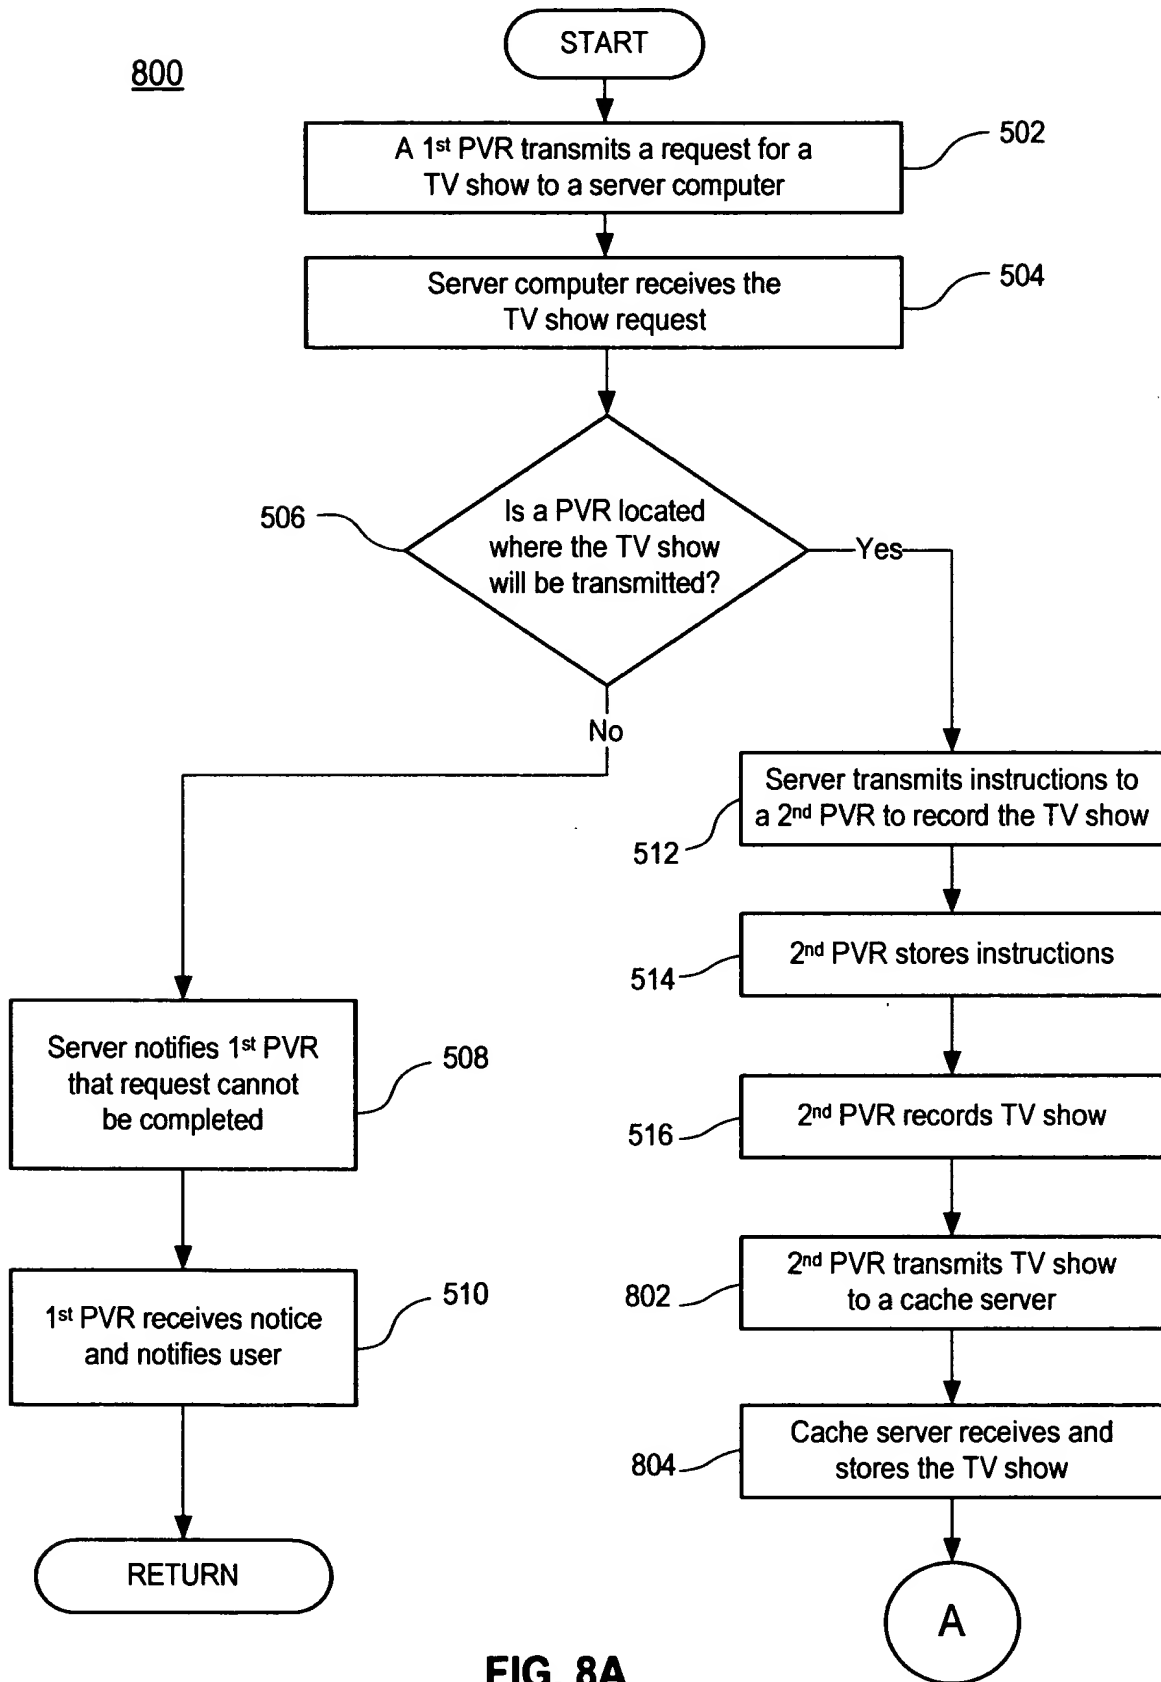 START
800
A 1st PVR transmits a request for a
TV show to a server computer
502
Server computer receives the
TV show request
504
506
Is a PVR located
where the TV show
will be transmitted?
Yes
No
Server transmits instructions to
a 2nd PVR to record the TV show
512
2nd PVR stores instructions
514
Server notifies 1st PVR
that request cannot
be completed
508
2nd PVR records TV show
516
2nd PVR transmits TV show
to a cache server
802
1st PVR receives notice
and notifies user
510
Cache server receives and
stores the TV show
804
RETURN
A
FIG. 8A